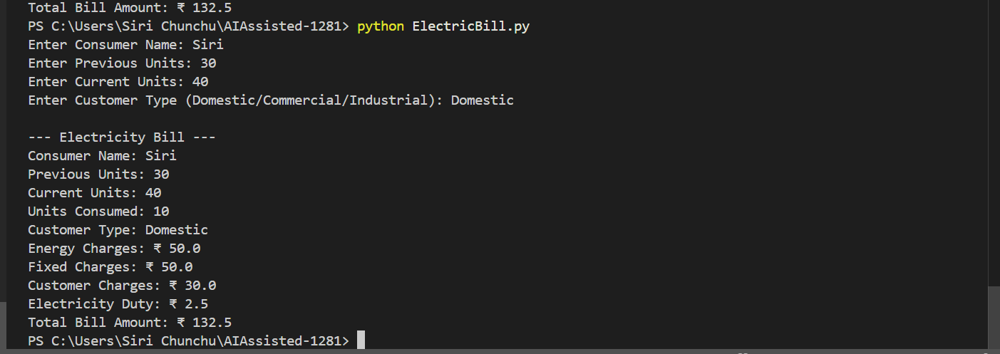 Total Bill Amount: ₹ 132.5
PS C:\Users\Siri Chunchu\AIAssisted-1281> python ElectricBill.py
Enter Consumer Name: Siri
Enter Previous Units: 30
Enter Current Units: 40
Enter Customer Type (Domestic/Commercial/Industrial): Domestic
--- Electricity Bill ---
Consumer Name: Siri
Previous Units: 30
Current Units: 40
Units Consumed: 10
Customer Type: Domestic
Energy Charges: ₹ 50.0
Fixed Charges: ₹ 50.0
Customer Charges: ₹ 30.0
Electricity Duty: ₹ 2.5
Total Bill Amount: ₹ 132.5
PS C:\Users\Siri Chunchu\AIAssisted-1281>